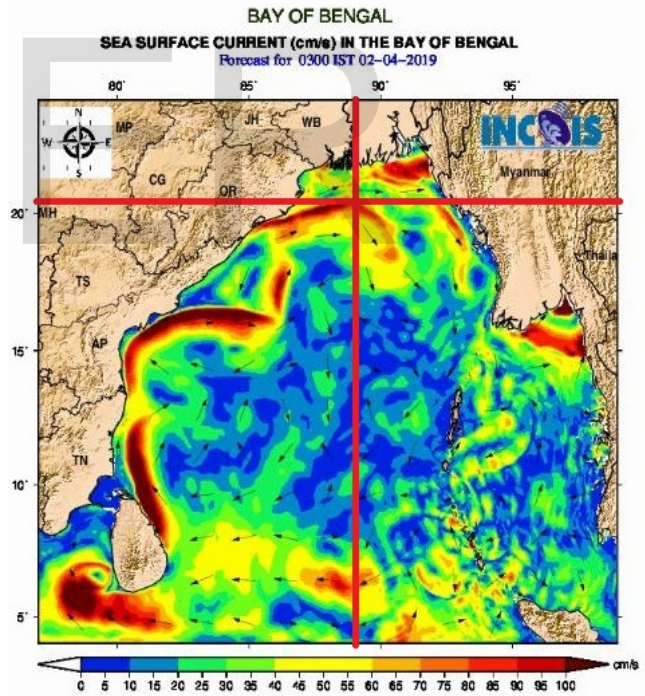 BAY OF BENGAL
SEA SURFACE CURRENT (cm/s) IN THE BAY OF BENGAL
Forecast for 0300 IST 02-04-2019
80° 85° 90° 95°
N
W E
S
INCOIS
MP
JH
WB
CG
OR
Myanmar
20°
MH
Thaila
TS
AP
15°
TN
10°
5°
cm/s
0 5 10 15 20 25 30 40 45 50 60 65 70 75 80 85 90 95 100